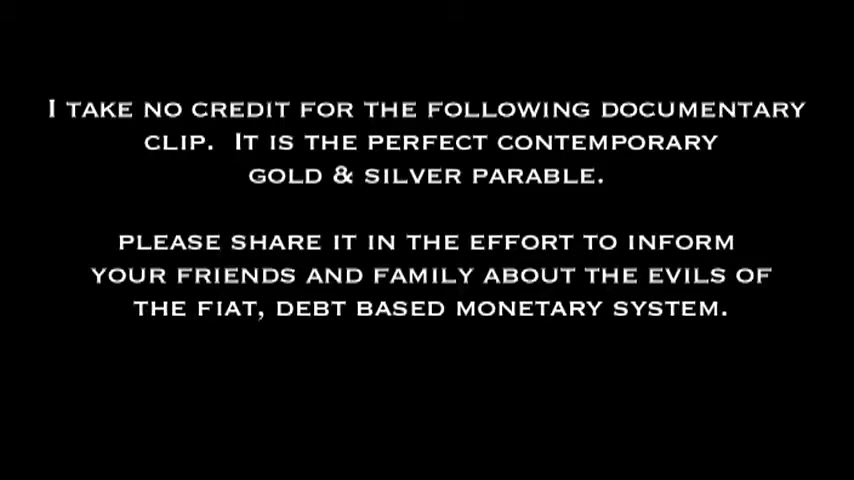 I TAKE NO CREDIT FOR THE FOLLOWING DOCUMENTARY
CLIP. IT IS THE PERFECT CONTEMPORARY
GOLD & SILVER PARABLE.
PLEASE SHARE IT IN THE EFFORT TO INFORM
YOUR FRIENDS AND FAMILY ABOUT THE EVILS OF
THE FIAT, DEBT BASED MONETARY SYSTEM.